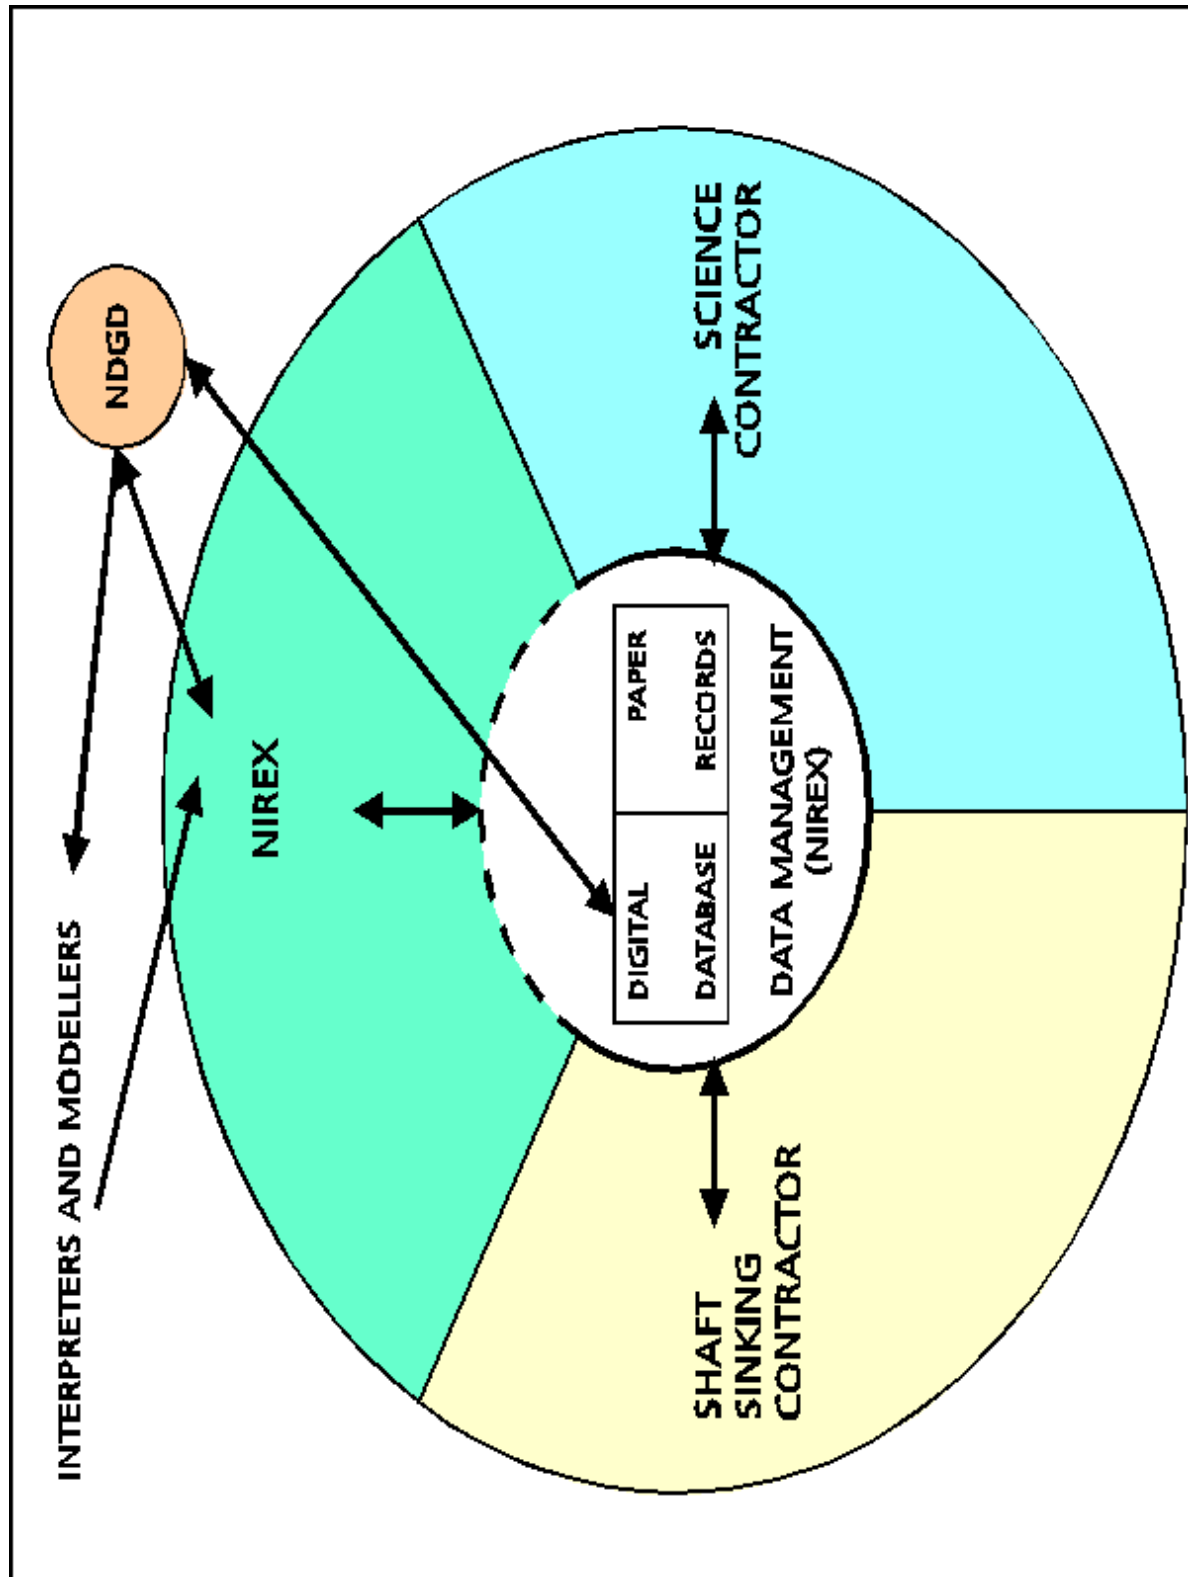 INTERPRETERS AND MODELLERS
NDGD
NIREX
SHAFT
SINKING
CONTRACTOR
DIGITAL
DATABASE
PAPER
RECORDS
DATA MANAGEMENT
(NIREX)
SCIENCE
CONTRACTOR